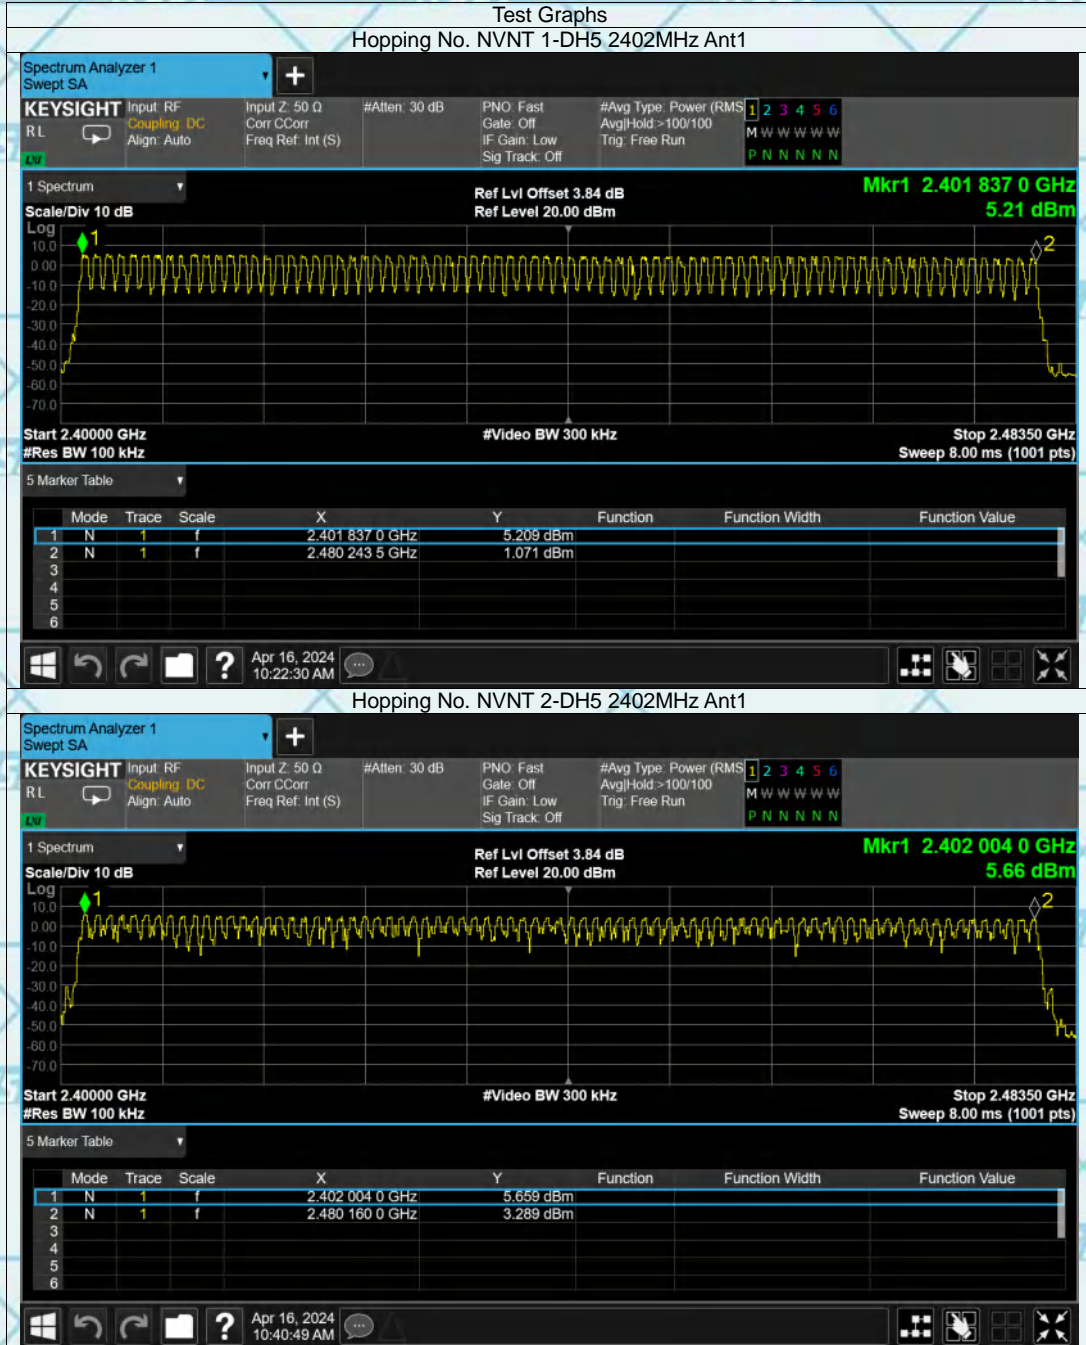 Test Graphs
Hopping No. NVNT 1-DH5 2402MHz Ant1
Spectrum Analyzer 1
Swept SA
+
KEYSIGHT Input: RF Input Z: 50 Ω #Atten: 30 dB PNO: Fast #Avg Type: Power (RMS 1 2 3 4 5 6
RL Coupling: DC Corr CCorr Gate: Off Avg|Hold:>100/100 M W W W W W
Align: Auto Freq Ref: Int (S) IF Gain: Low Trig: Free Run
LXI Sig Track: Off P N N N N N
1 Spectrum Ref Lvl Offset 3.84 dB Mkr1 2.401 837 0 GHz
Scale/Div 10 dB Ref Level 20.00 dBm 5.21 dBm
Log
1 2
10.0
0.00
-10.0
-20.0
-30.0
-40.0
-50.0
-60.0
-70.0
Start 2.40000 GHz #Video BW 300 kHz Stop 2.48350 GHz
#Res BW 100 kHz Sweep 8.00 ms (1001 pts)
5 Marker Table
Mode Trace Scale X Y Function Function Width Function Value
1 N 1 f 2.401 837 0 GHz 5.209 dBm
2 N 1 f 2.480 243 5 GHz 1.071 dBm
3
4
5
6
? Apr 16, 2024
10:22:30 AM
Hopping No. NVNT 2-DH5 2402MHz Ant1
Spectrum Analyzer 1
Swept SA
+
KEYSIGHT Input: RF Input Z: 50 Ω #Atten: 30 dB PNO: Fast #Avg Type: Power (RMS 1 2 3 4 5 6
RL Coupling: DC Corr CCorr Gate: Off Avg|Hold:>100/100 M W W W W W
Align: Auto Freq Ref: Int (S) IF Gain: Low Trig: Free Run
LXI Sig Track: Off P N N N N N
1 Spectrum Ref Lvl Offset 3.84 dB Mkr1 2.402 004 0 GHz
Scale/Div 10 dB Ref Level 20.00 dBm 5.66 dBm
Log
1 2
10.0
0.00
-10.0
-20.0
-30.0
-40.0
-50.0
-60.0
-70.0
Start 2.40000 GHz #Video BW 300 kHz Stop 2.48350 GHz
#Res BW 100 kHz Sweep 8.00 ms (1001 pts)
5 Marker Table
Mode Trace Scale X Y Function Function Width Function Value
1 N 1 f 2.402 004 0 GHz 5.659 dBm
2 N 1 f 2.480 160 0 GHz 3.289 dBm
3
4
5
6
? Apr 16, 2024
10:40:49 AM